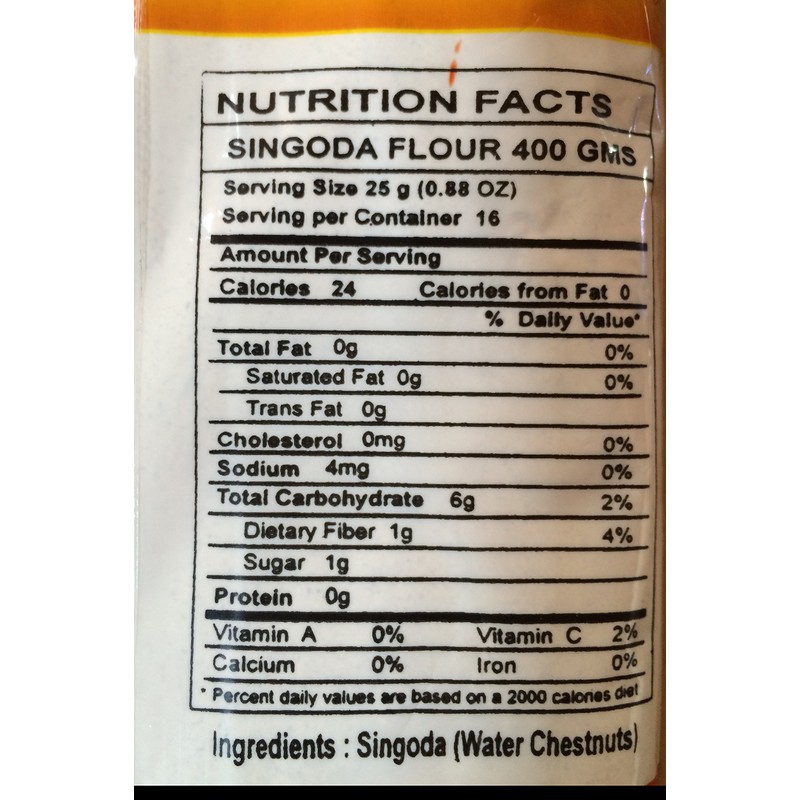 NUTRITION FACTS
SINGODA FLOUR 400 GMS
Serving Size 25 g (0.88 OZ)
Serving per Container 16
Amount Per Serving
Calories 24 Calories from Fat 0
% Daily Value*
Total Fat 0g 0%
Saturated Fat 0g 0%
Trans Fat 0g
Cholesterol 0mg 0%
Sodium 4mg 0%
Total Carbohydrate 6g 2%
Dietary Fiber 1g 4%
Sugar 1g
Protein 0g
Vitamin A 0% Vitamin C 2%
Calcium 0% Iron 0%
* Percent daily values are based on a 2000 calories diet
Ingredients : Singoda (Water Chestnuts)